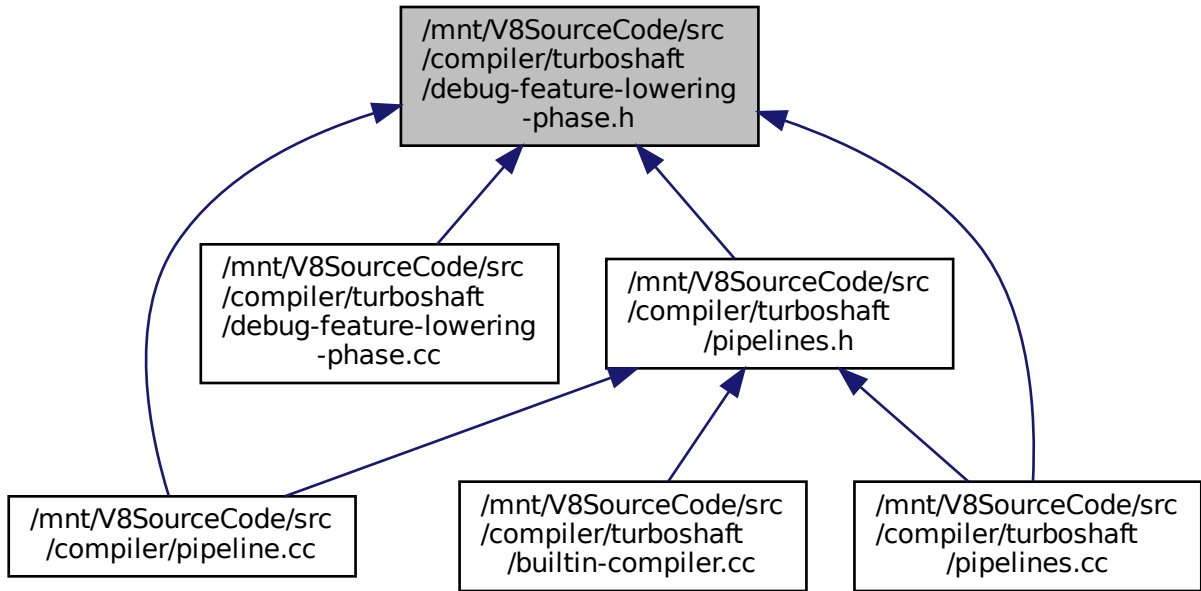 /mnt/V8SourceCode/src
/compiler/turboshaft
/debug-feature-lowering
-phase.h
/mnt/V8SourceCode/src
/compiler/turboshaft
/debug-feature-lowering
-phase.cc
/mnt/V8SourceCode/src
/compiler/turboshaft
/pipelines.h
/mnt/V8SourceCode/src
/compiler/pipeline.cc
/mnt/V8SourceCode/src
/compiler/turboshaft
/builtin-compiler.cc
/mnt/V8SourceCode/src
/compiler/turboshaft
/pipelines.cc